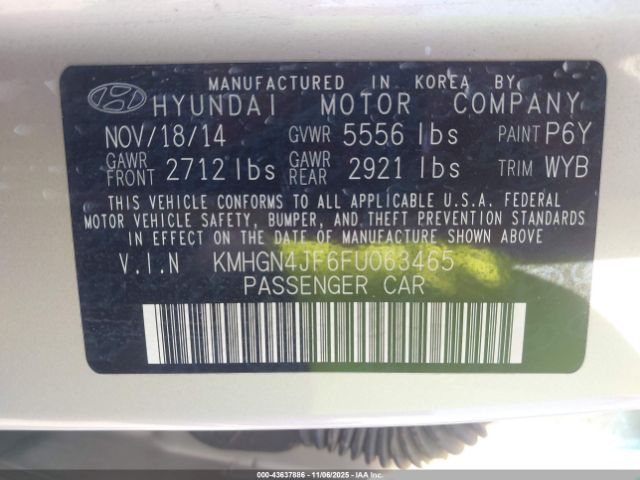 MANUFACTURED IN KOREA BY
HYUNDAI MOTOR COMPANY
NOV/18/14 GVWR 5556 lbs PAINT P6Y
GAWR FRONT 2712 lbs GAWR REAR 2921 lbs TRIM WYB
THIS VEHICLE CONFORMS TO ALL APPLICABLE U.S.A. FEDERAL
MOTOR VEHICLE SAFETY, BUMPER, AND THEFT PREVENTION STANDARDS
IN EFFECT ON THE DATE OF MANUFACTURE SHOWN ABOVE.
V.I.N KMHGN4JF6FU063465
PASSENGER CAR
000-43637886 - 11/06/2025 - IAA Inc.